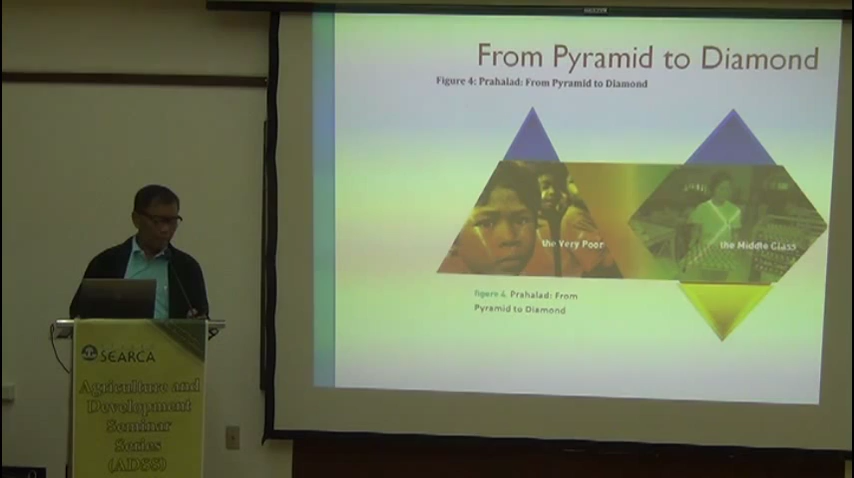 From Pyramid to Diamond
Figure 4: Prahalad: From Pyramid to Diamond
the Very Poor
the Middle Class
figure 4. Prahalad: From
Pyramid to Diamond
SEARCA
Agriculture and
Development
Seminar
Series
(ADSS)